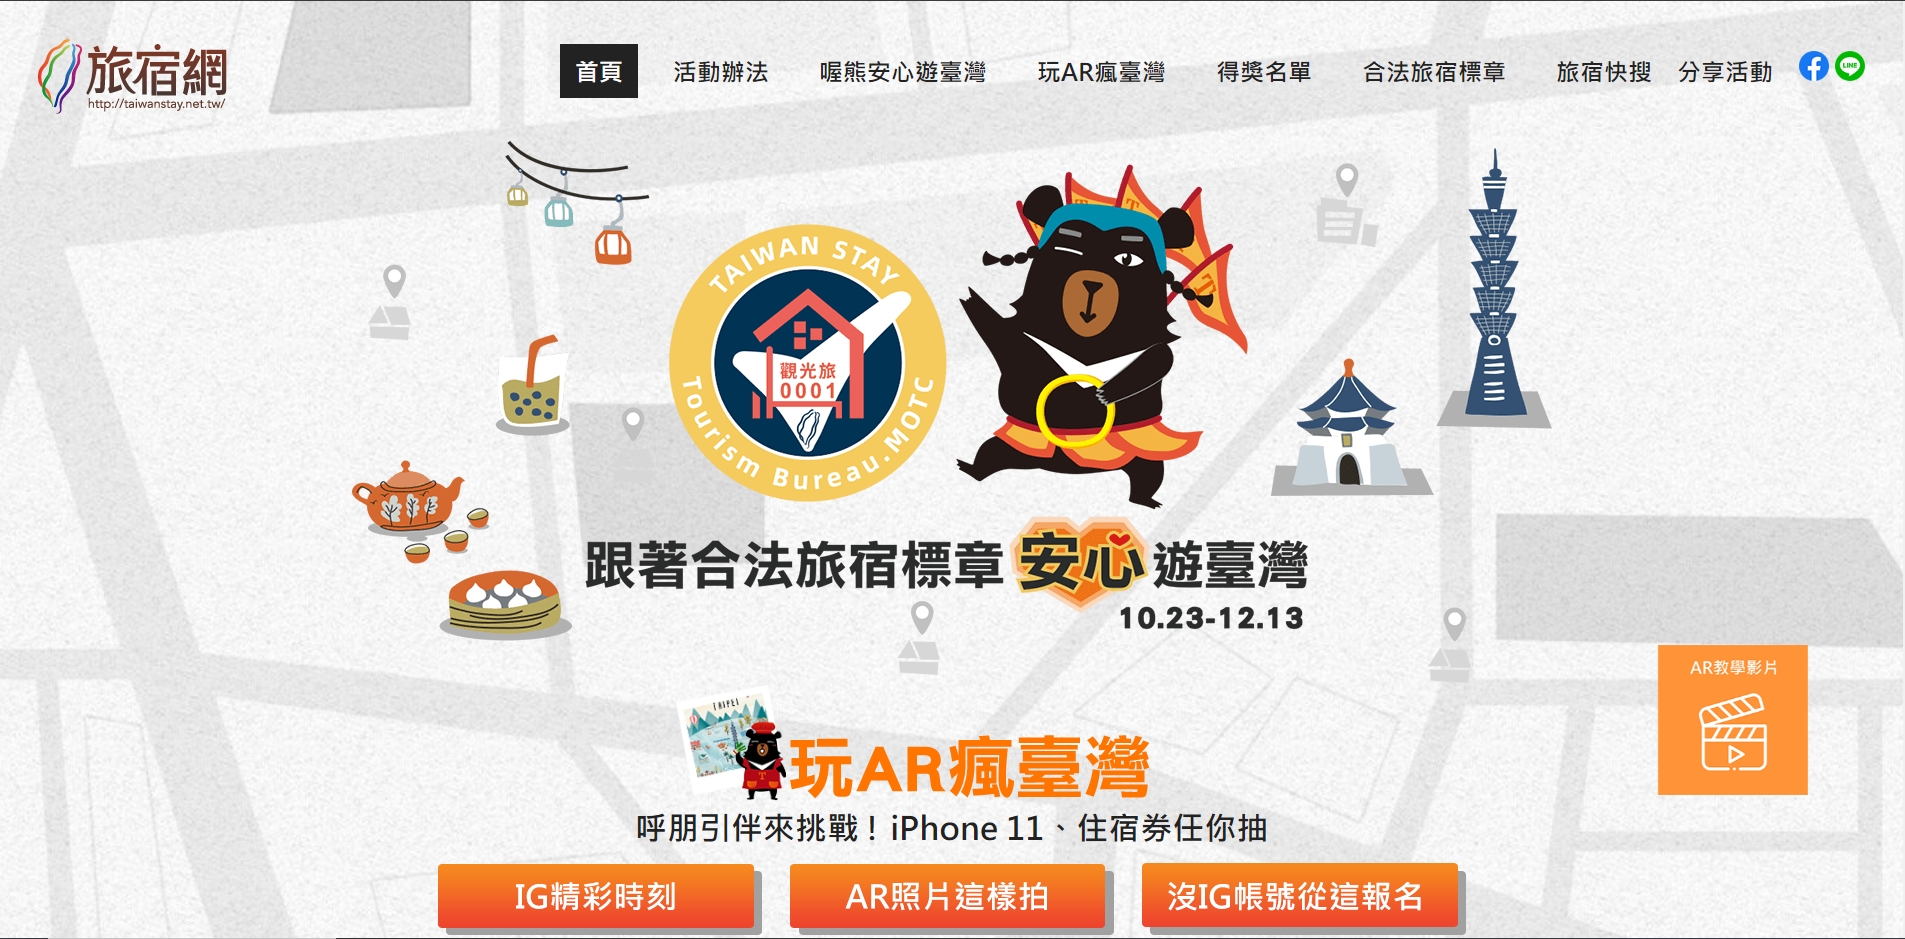 旅宿網
http://taiwanstay.net.tw/
首頁
活動辦法
喔熊安心遊臺灣
玩AR瘋臺灣
得獎名單
合法旅宿標章
旅宿快搜
分享活動
LINE
TAIWAN STAY
觀光旅
0001
Tourism Bureau.MOTC
T
T
T
跟著合法旅宿標章安心遊臺灣
10.23-12.13
AR教學影片
TAIPEI
T
玩AR瘋臺灣
呼朋引伴來挑戰！iPhone 11、住宿券任你抽
IG精彩時刻
AR照片這樣拍
沒IG帳號從這報名